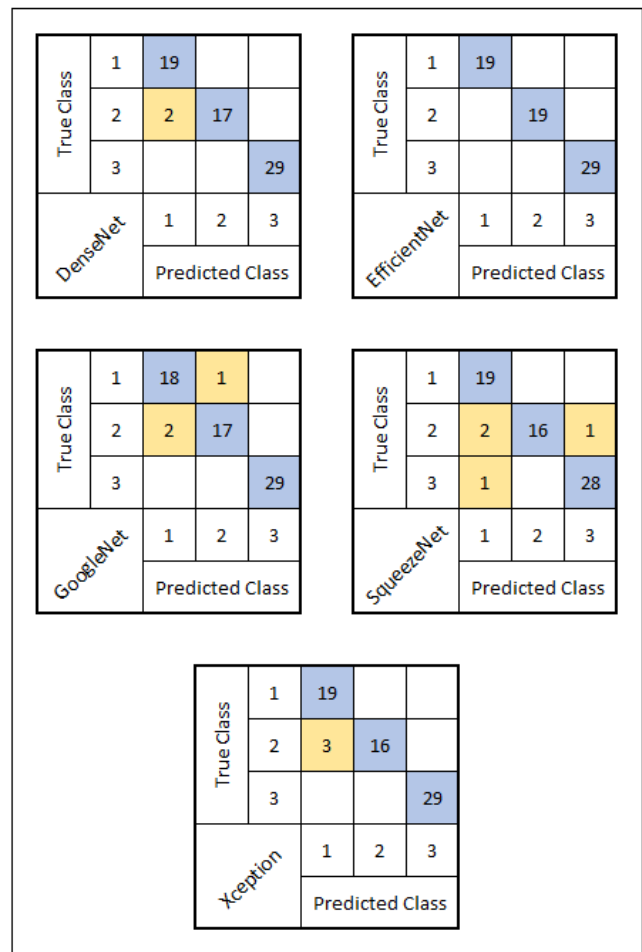 True Class
1 19
2 2 17
3 29
DenseNet
1 2 3
Predicted Class
True Class
1 19
2 19
3 29
EfficientNet
1 2 3
Predicted Class
True Class
1 18 1
2 2 17
3 29
GoogleNet
1 2 3
Predicted Class
True Class
1 19
2 2 16 1
3 1 28
SqueezeNet
1 2 3
Predicted Class
True Class
1 19
2 3 16
3 29
Xception
1 2 3
Predicted Class